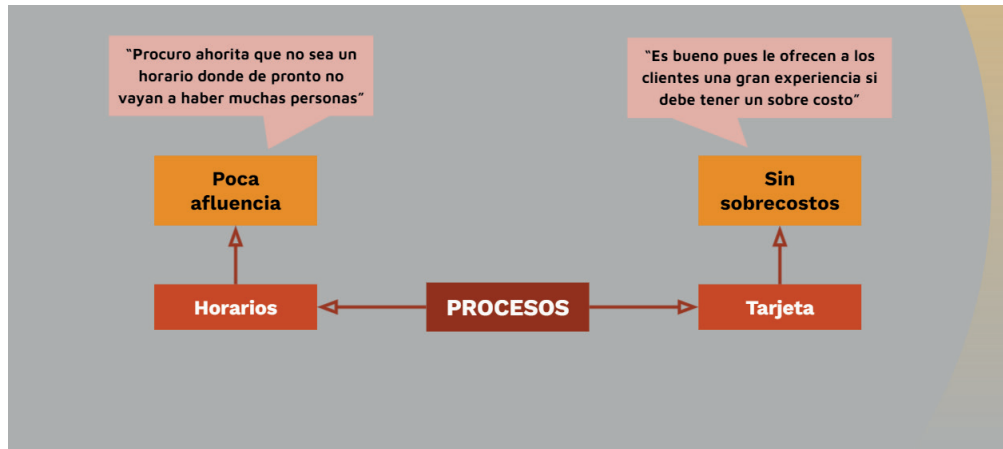 “Procuro ahorita que no sea un
horario donde de pronto no
vayan a haber muchas personas”
“Es bueno pues le ofrecen a los
clientes una gran experiencia si
debe tener un sobre costo”
Poca
afluencia
Sin
sobrecostos
Horarios
PROCESOS
Tarjeta